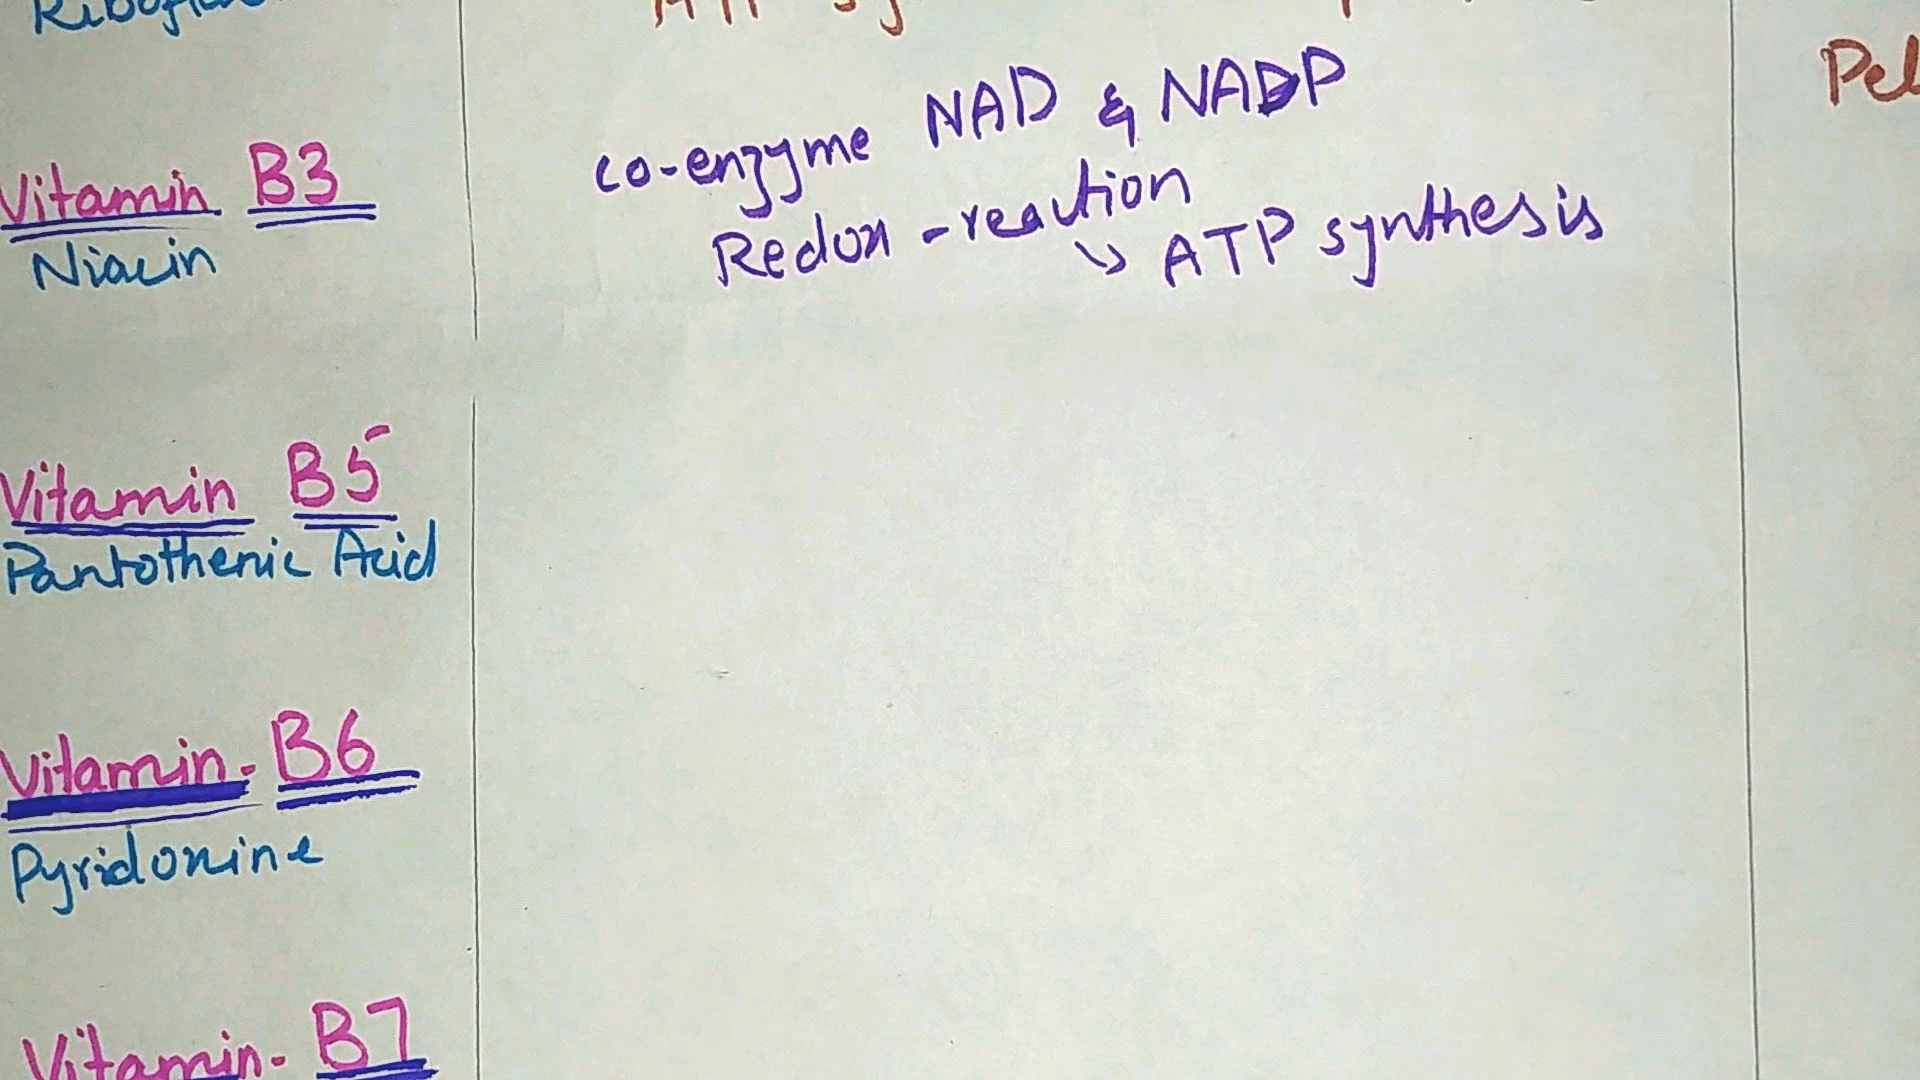 Vitamin B3
Niacin
co-enzyme NAD & NADP
Redox-reaction
↳ ATP synthesis
Pel
Vitamin B5
Pantothenic Acid
Vitamin-B6
Pyridoxine
Vitamin-B7